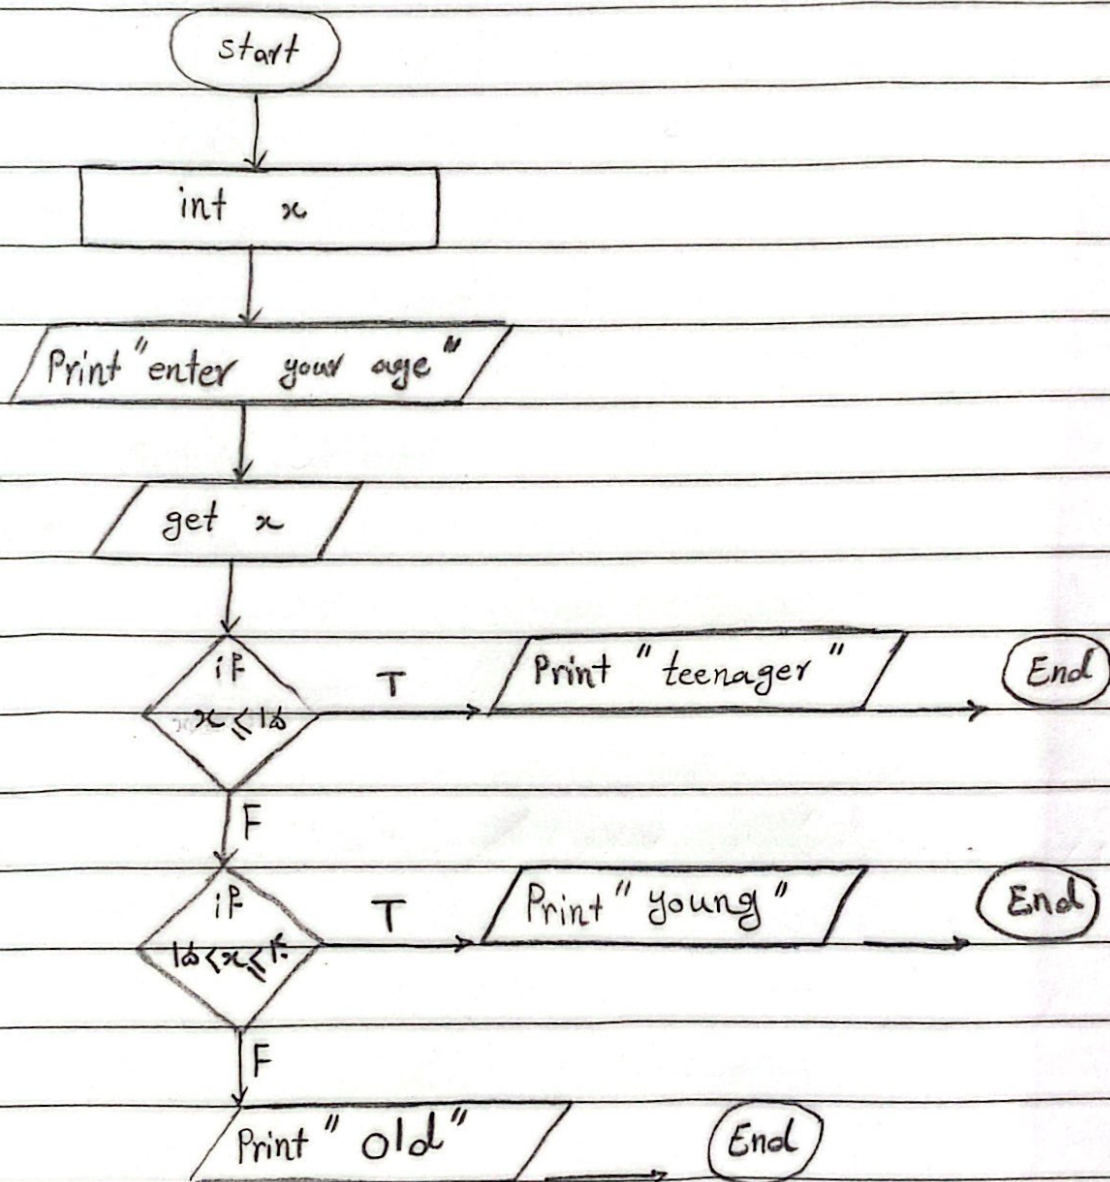 start
int x
Print "enter your age"
get x
if
x ≤ ۱۵
T
Print "teenager"
End
F
if
۱۵ < x ≤
T
Print "young"
End
F
Print "old"
End